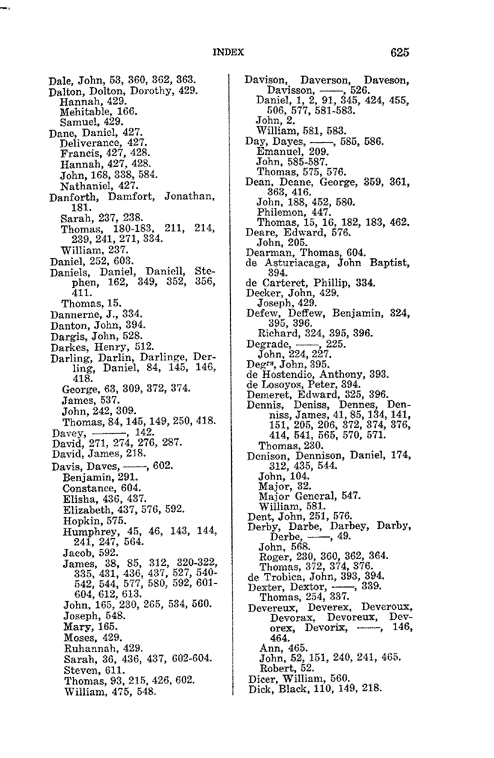 INDEX 625
Dale, John, 53, 360, 362, 363.
Dalton, Dolton, Dorothy, 429.
Hannah, 429.
Mehitable, 166.
Samuel, 429.
Dane, Daniel, 427.
Deliverance, 427.
Francis, 427, 428.
Hannah, 427, 428.
John, 168, 338, 584.
Nathaniel, 427.
Danforth, Damfort, Jonathan,
181.
Sarah, 237, 238.
Thomas, 180-183, 211, 214,
239, 241, 271, 334.
William, 237.
Daniel, 252, 603.
Daniels, Daniel, Daniell, Ste-
phen, 162, 349, 352, 356,
411.
Thomas, 15.
Dannerne, J., 334.
Danton, John, 394.
Dargis, John, 528.
Darkes, Henry, 512.
Darling, Darlin, Darlinge, Der-
ling, Daniel, 84, 145, 146,
418.
George, 63, 309, 372, 374.
James, 537.
John, 242, 309.
Thomas, 84, 145, 149, 250, 418.
Davey, ———, 142.
David, 271, 274, 276, 287.
David, James, 218.
Davis, Daves, ———, 602.
Benjamin, 291.
Constance, 604.
Elisha, 436, 437.
Elizabeth, 437, 576, 592.
Hopkin, 575.
Humphrey, 45, 46, 143, 144,
241, 247, 564.
Jacob, 592.
James, 38, 85, 312, 320-322,
335, 431, 436, 437, 527, 540-
542, 544, 577, 580, 592, 601-
604, 612, 613.
John, 165, 230, 265, 534, 560.
Joseph, 548.
Mary, 165.
Moses, 429.
Ruhannah, 429.
Sarah, 36, 436, 437, 602-604.
Steven, 611.
Thomas, 93, 215, 426, 602.
William, 475, 548.
Davison, Daverson, Daveson,
Davisson, ———, 526.
Daniel, 1, 2, 91, 345, 424, 455,
506, 577, 581-583.
John, 2.
William, 581, 583.
Day, Dayes, ———, 585, 586.
Emanuel, 209.
John, 585-587.
Thomas, 575, 576.
Dean, Deane, George, 359, 361,
363, 416.
John, 188, 452, 580.
Philemon, 447.
Thomas, 15, 16, 182, 183, 462.
Deare, Edward, 576.
John, 205.
Dearman, Thomas, 604.
de Asturiacaga, John Baptist,
394.
de Carteret, Phillip, 334.
Decker, John, 429.
Joseph, 429.
Defew, Deffew, Benjamin, 324,
395, 396.
Richard, 324, 395, 396.
Degrade, ———, 225.
John, 224, 227.
Degʳᵉ, John, 395.
de Hostendio, Anthony, 393.
de Losoyos, Peter, 394.
Demeret, Edward, 325, 396.
Dennis, Deniss, Dennes, Den-
niss, James, 41, 85, 134, 141,
151, 205, 206, 372, 374, 376,
414, 541, 565, 570, 571.
Thomas, 230.
Denison, Dennison, Daniel, 174,
312, 435, 544.
John, 104.
Major, 32.
Major General, 547.
William, 581.
Dent, John, 251, 576.
Derby, Darbe, Darbey, Darby,
Derbe, ———, 49.
John, 568.
Roger, 230, 360, 362, 364.
Thomas, 372, 374, 376.
de Trobica, John, 393, 394.
Dexter, Dextor, ———, 339.
Thomas, 254, 337.
Devereux, Deverex, Deveroux,
Devorax, Devoreux, Dev-
orex, Devorix, ———, 146,
464.
Ann, 465.
John, 52, 151, 240, 241, 465.
Robert, 52.
Dicer, William, 560.
Dick, Black, 110, 149, 218.